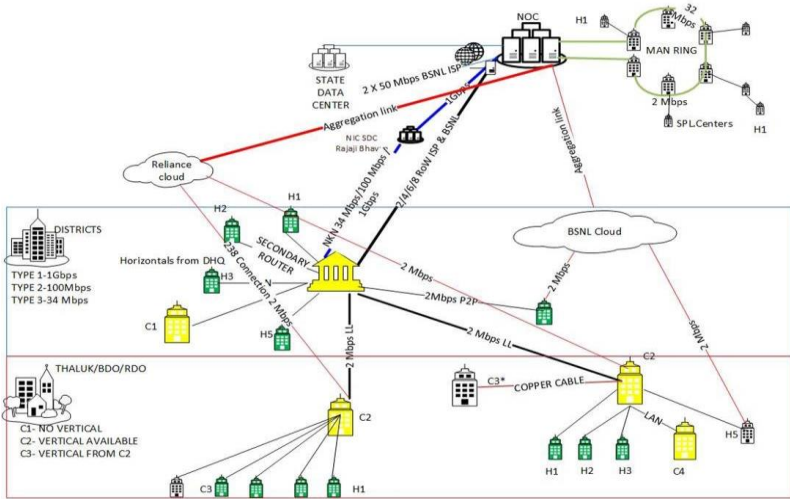 NOC
H1
32
Mbps
MAN RING
STATE
DATA
CENTER
2 X 50 Mbps BSNL ISP
1Gbps
2 Mbps
SPL.Centers
H1
Aggregation link
NIC SDC
Rajaji Bhav
Reliance
cloud
NKN 34 Mbps/100 Mbps /
1Gbps
2/4/6/8 RoW ISP & BSNL
Aggregation link
DISTRICTS
TYPE 1-1Gbps
TYPE 2-100Mbps
TYPE 3-34 Mbps
H2
H1
SECONDARY
ROUTER
Horizontals from DHQ
H3
N
238 Connection 2 Mbps
C1
H5
2 Mbps
BSNL Cloud
2 Mbps
2Mbps P2P
2 Mbps
2 Mbps LL
2 Mbps LL
THALUK/BDO/RDO
C1- NO VERTICAL
C2- VERTICAL AVAILABLE
C3- VERTICAL FROM C2
C2
C3
H1
C2
C3*
COPPER CABLE
LAN
H5
H1
H2
H3
C4